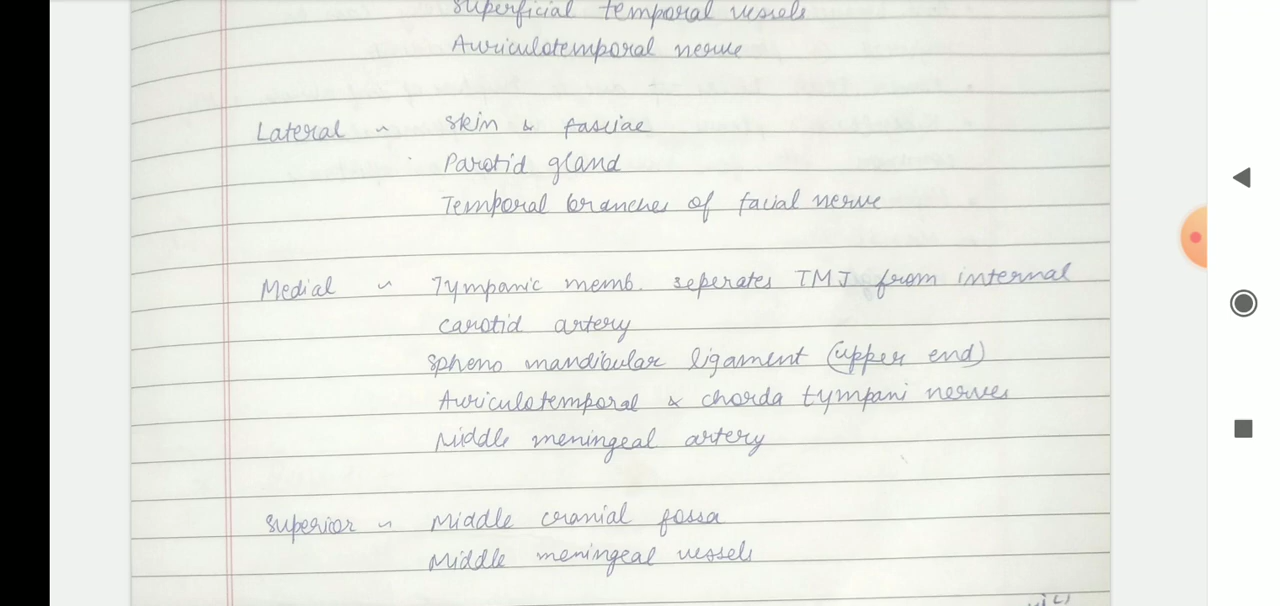 Superficial temporal vessels
Auriculotemporal nerve
Lateral ~ Skin & fasciae
Parotid gland
Temporal branches of facial nerve
Medial ~ Tympanic memb. seperates TMJ from internal
carotid artery
spheno mandibular ligament (upper end)
Auriculotemporal & chorda tympani nerves
Middle meningeal artery
Superior ~ Middle cranial fossa
Middle meningeal vessels